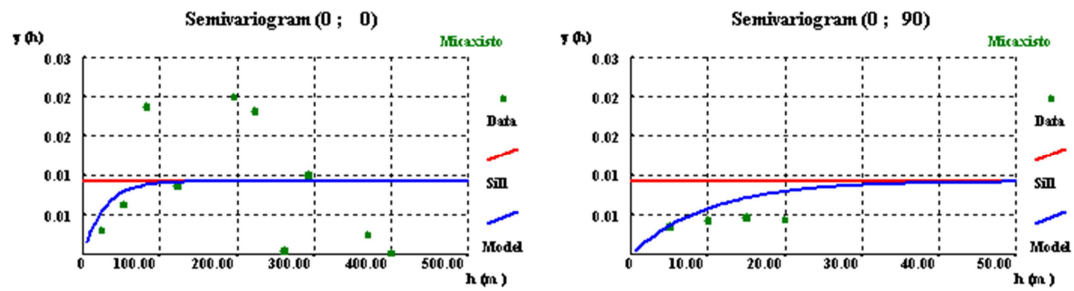 Semivariogram (0 ; 0)
γ (h)
Micaxisto
0.03
0.02
0.02
0.01
0.01
0
100.00
200.00
300.00
400.00
500.00
h (m )
Data
Sill
Model
Semivariogram (0 ; 90)
γ (h)
Micaxisto
0.03
0.02
0.02
0.01
0.01
0
10.00
20.00
30.00
40.00
50.00
h (m )
Data
Sill
Model